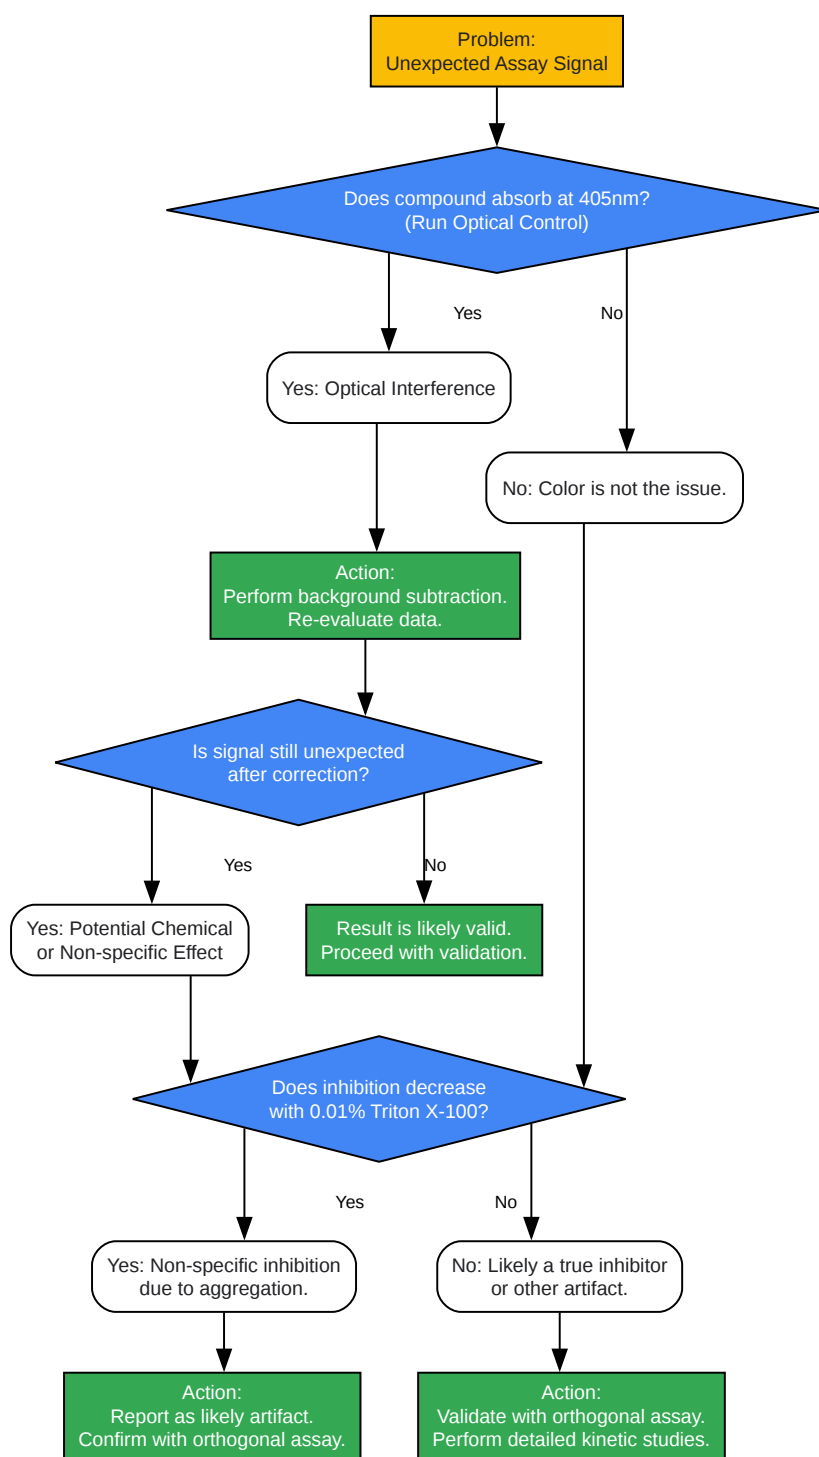 Problem:
Unexpected Assay Signal
Does compound absorb at 405nm?
(Run Optical Control)
Yes
No
Yes: Optical Interference
No: Color is not the issue.
Action:
Perform background subtraction.
Re-evaluate data.
Is signal still unexpected
after correction?
Yes
No
Yes: Potential Chemical
or Non-specific Effect
Result is likely valid.
Proceed with validation.
Does inhibition decrease
with 0.01% Triton X-100?
Yes
No
Yes: Non-specific inhibition
due to aggregation.
No: Likely a true inhibitor
or other artifact.
Action:
Report as likely artifact.
Confirm with orthogonal assay.
Action:
Validate with orthogonal assay.
Perform detailed kinetic studies.